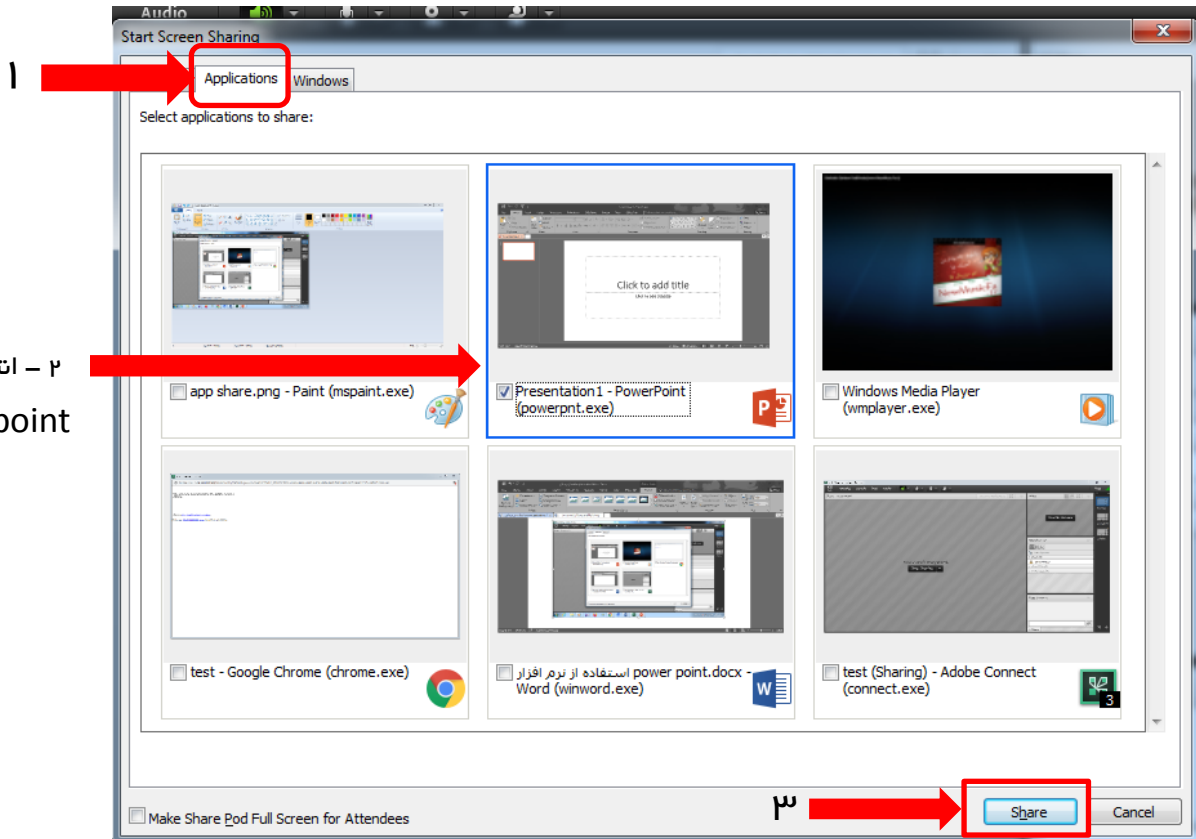 Audio
Start Screen Sharing
۱
Applications
Windows
Select applications to share:
Click to add title
app share.png - Paint (mspaint.exe)
Presentation1 - PowerPoint
(powerpnt.exe)
Windows Media Player
(wmplayer.exe)
۲ –
point
test - Google Chrome (chrome.exe)
استفاده از نرم افزار power point.docx -
Word (winword.exe)
test (Sharing) - Adobe Connect
(connect.exe)
3
Make Share Pod Full Screen for Attendees
۳
Share
Cancel